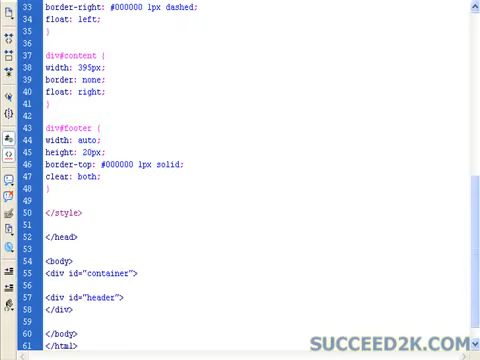 33 border-right: #000000 1px dashed;
34 float: left;
35 }
36
37 div#content {
38 width: 395px;
39 border: none;
40 float: right;
41 }
42
43 div#footer {
44 width: auto;
45 height: 20px;
46 border-top: #000000 1px solid;
47 clear: both;
48 }
49
50 </style>
51
52 </head>
53
54 <body>
55 <div id="container">
56
57 <div id="header">
58 </div>
59
60 </body>
61 </html>
SUCCEED2K.COM